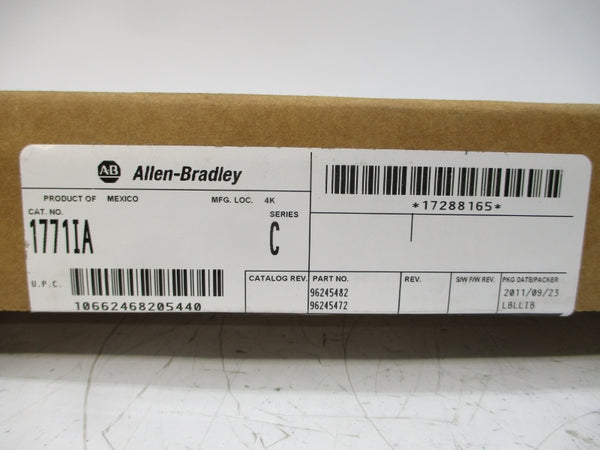 AB Allen-Bradley
*17288165*
PRODUCT OF MEXICO MFG. LOC. 4K
CAT. NO. SERIES
1771IA C
U.P.C.
10662468205440
CATALOG REV. PART NO. REV. S/W F/W REV. PKG DATE/PACKER
96245482 2011/09/23
96245472 LBLLIB